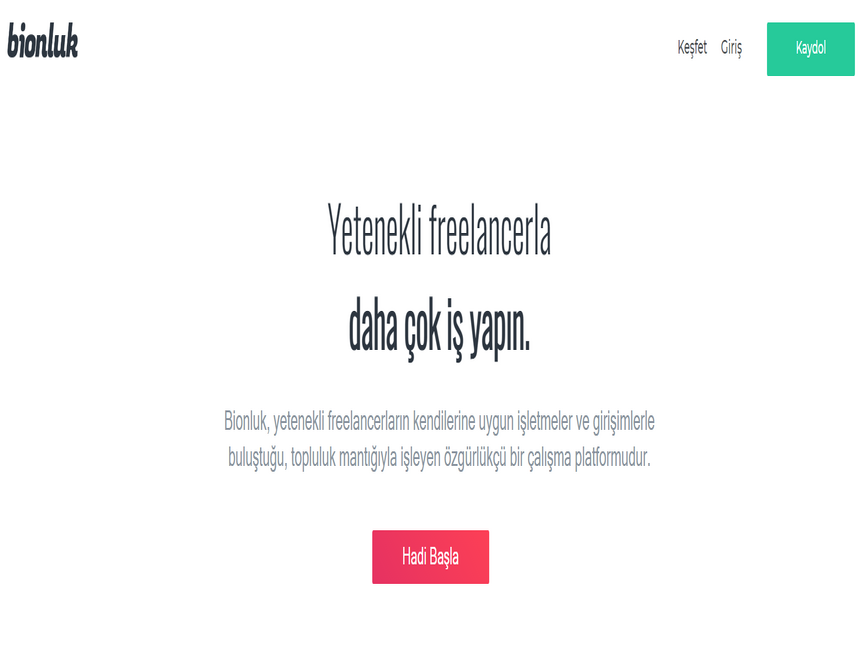 bionluk
Keşfet Giriş Kaydol
Yetenekli freelancerla
daha çok iş yapın.
Bionluk, yetenekli freelancerların kendilerine uygun işletmeler ve girişimlerle
buluştuğu, topluluk mantığıyla işleyen özgürlükçü bir çalışma platformudur.
Hadi Başla